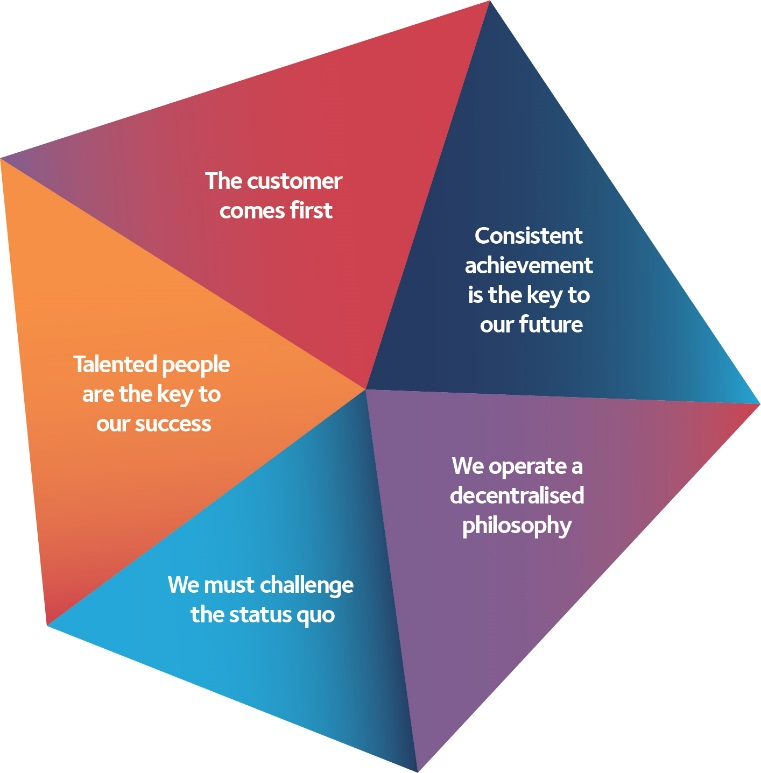 The customer
comes first
Consistent
achievement
is the key to
our future
Talented people
are the key to
our success
We operate a
decentralised
philosophy
We must challenge
the status quo